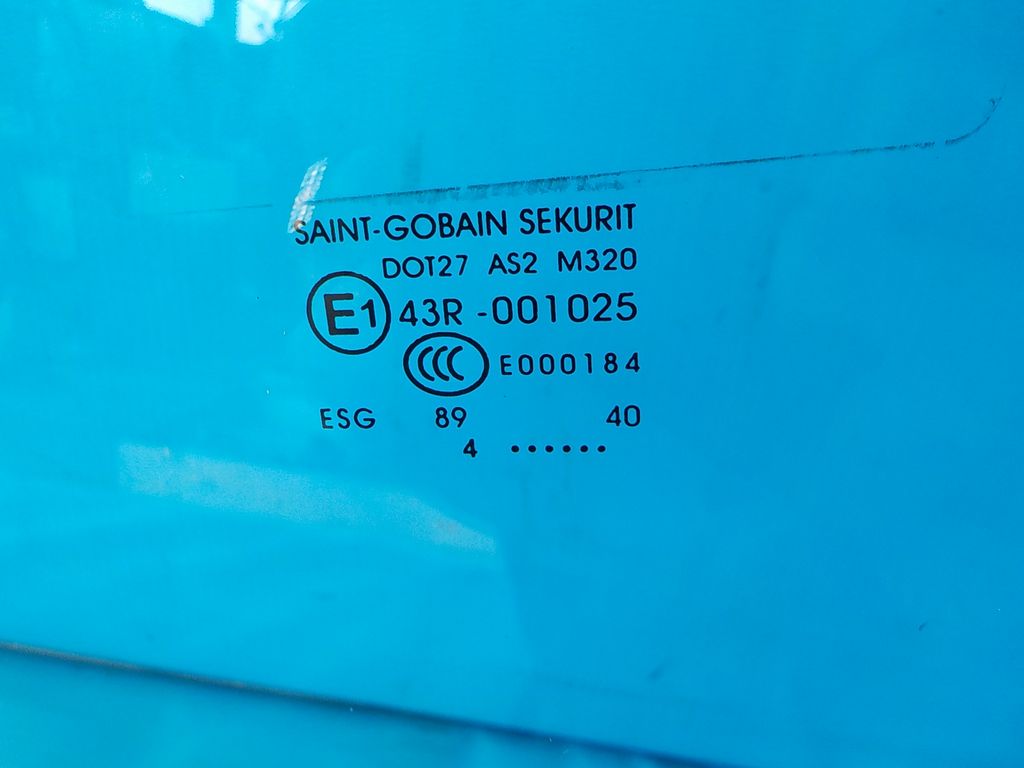 SAINT-GOBAIN SEKURIT
DOT27 AS2 M320
E1 43R -001025
CCC E000184
ESG 89 40
4 ......